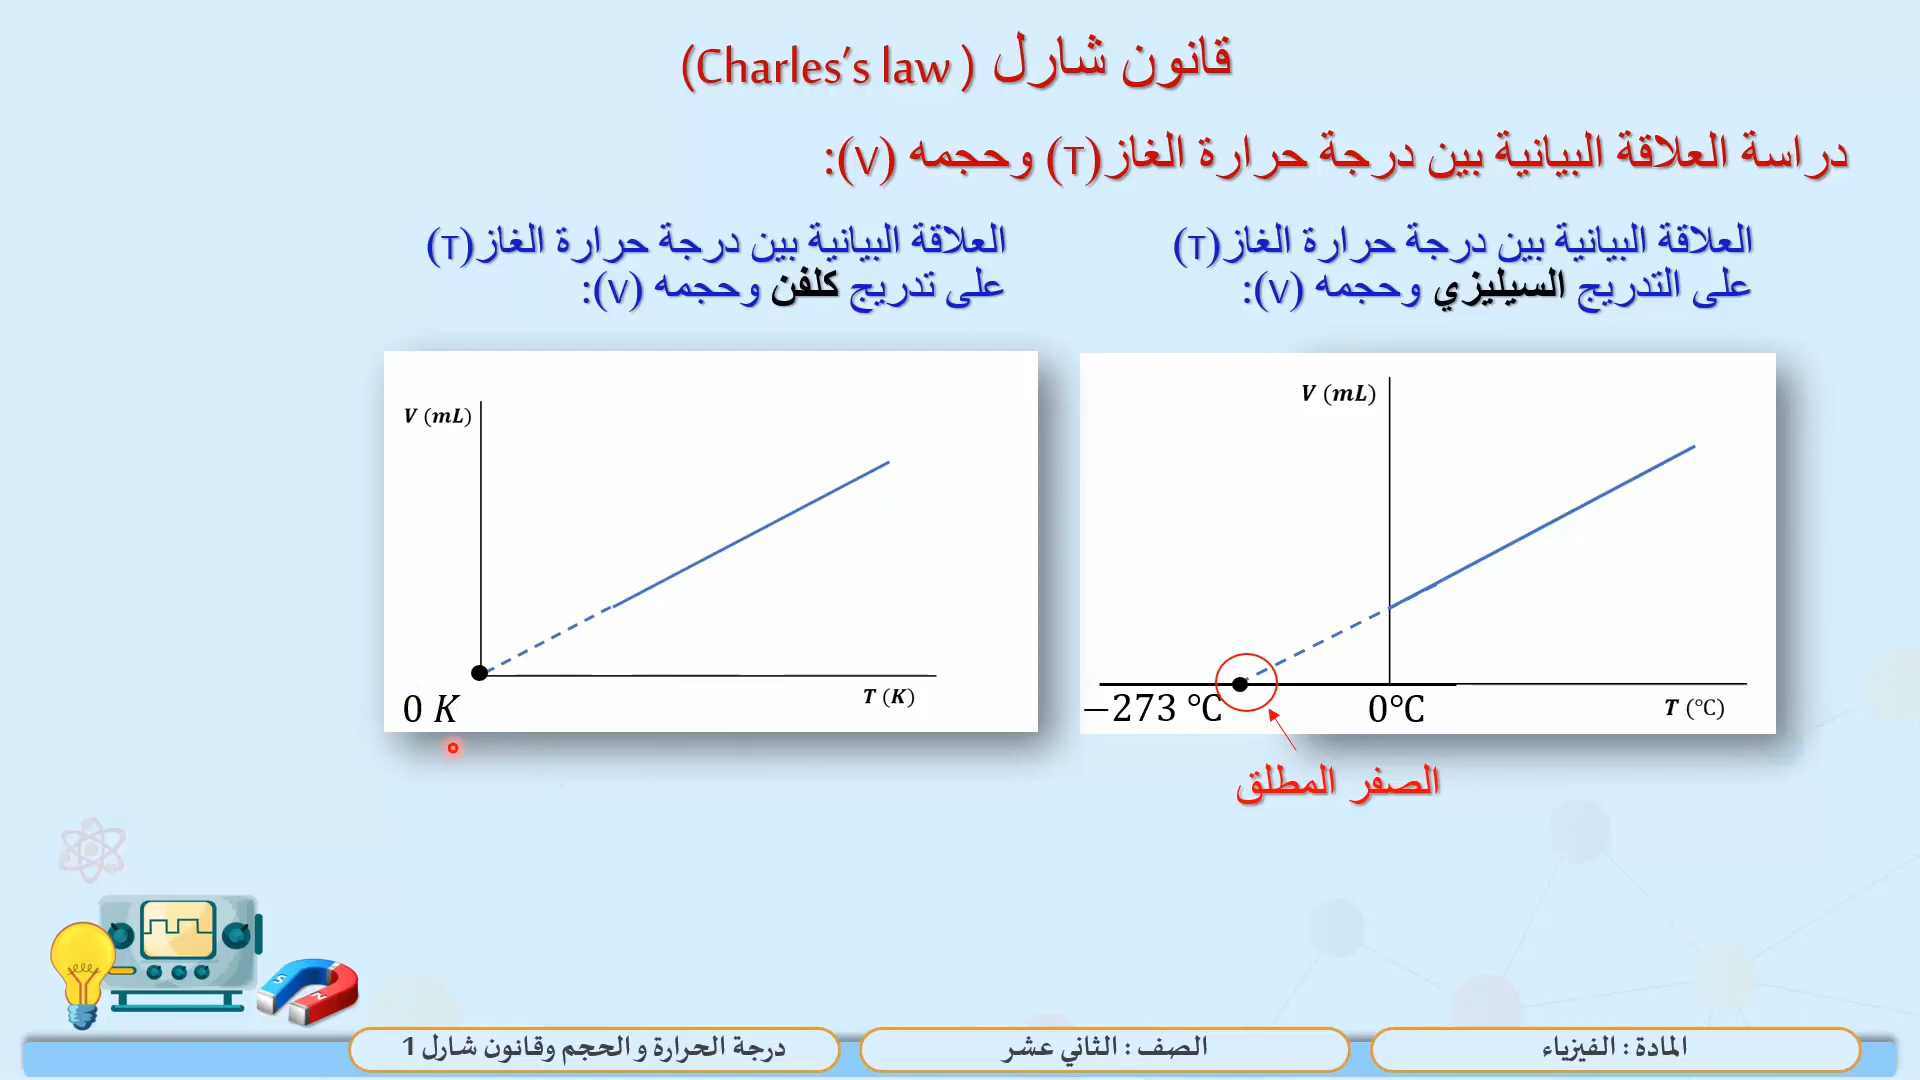 قانون شارل (Charles’s law)
دراسة العلاقة البيانية بين درجة حرارة الغاز(T) وحجمه (V):
العلاقة البيانية بين درجة حرارة الغاز(T)
على التدريج السيليزي وحجمه (V):
العلاقة البيانية بين درجة حرارة الغاز(T)
على تدريج كلفن وحجمه (V):
V (mL)
−273 °C
0°C
T (°C)
الصفر المطلق
V (mL)
0 K
T (K)
S
N
المادة : الفيزياء
الصف : الثاني عشر
درجة الحرارة و الحجم وقانون شارل 1